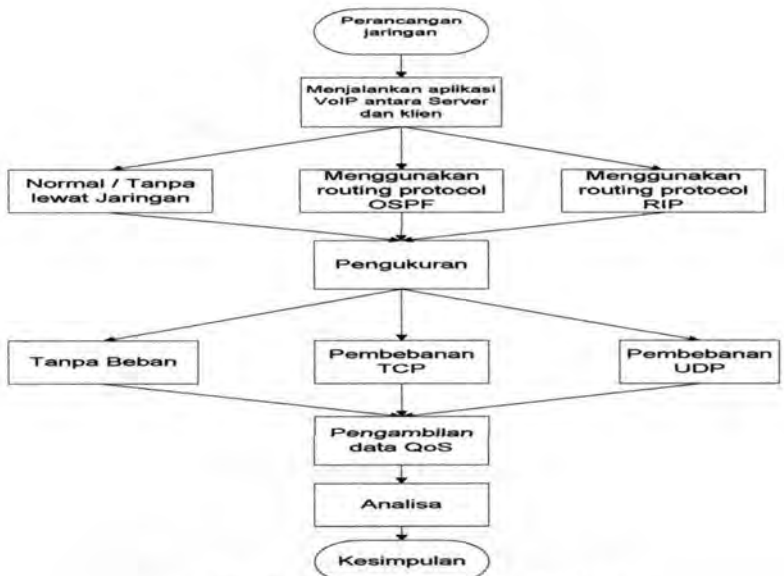 Perancangan
jaringan
Menjalankan aplikasi
VoIP antara Server
dan klien
Normal / Tanpa
lewat Jaringan
Menggunakan
routing protocol
OSPF
Menggunakan
routing protocol
RIP
Pengukuran
Tanpa Beban
Pembebanan
TCP
Pembebanan
UDP
Pengambilan
data QoS
Analisa
Kesimpulan